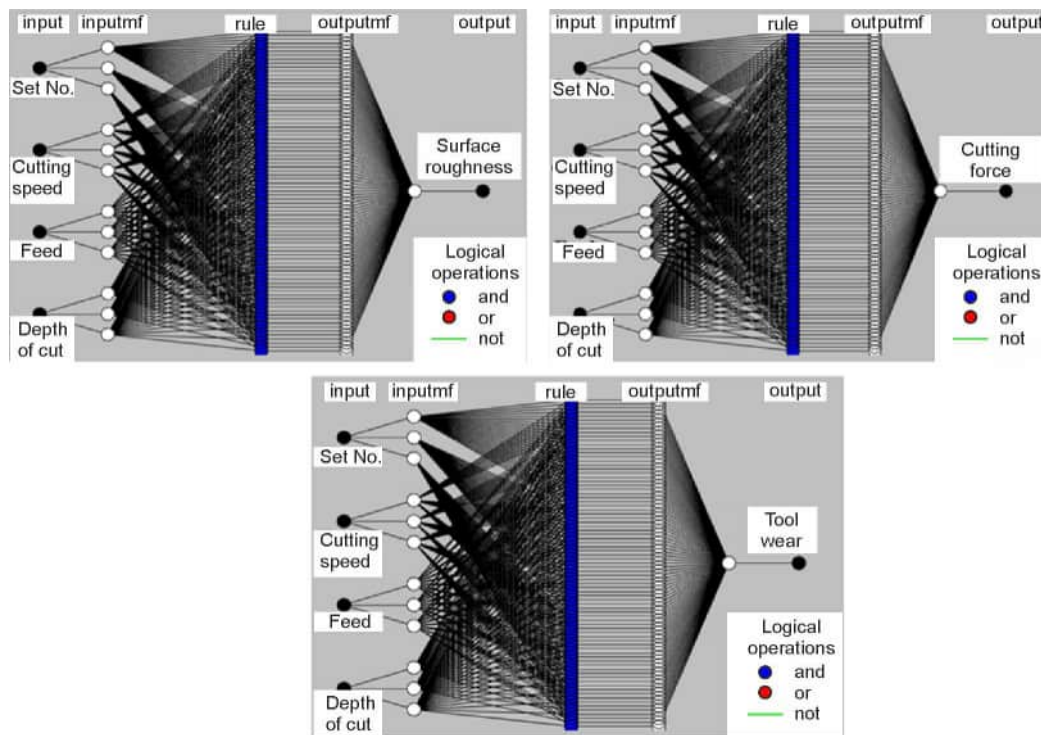 input inputmf rule outputmf output
Set No.
Cutting
speed
Feed
Depth
of cut
Surface
roughness
Logical
operations
and
or
not
input inputmf rule outputmf output
Set No.
Cutting
speed
Feed
Depth
of cut
Cutting
force
Logical
operations
and
or
not
input inputmf rule outputmf output
Set No.
Cutting
speed
Feed
Depth
of cut
Tool
wear
Logical
operations
and
or
not